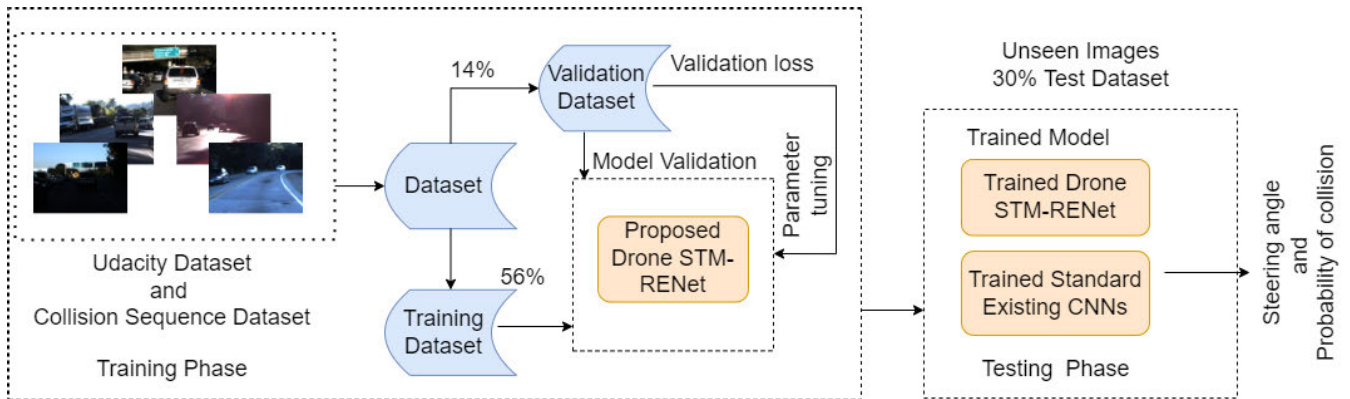 Udacity Dataset
and
Collision Sequence Dataset
Training Phase
Dataset
14%
Validation
Dataset
Validation loss
Model Validation
Parameter
tuning
Proposed
Drone STM-
RENet
56%
Training
Dataset
Unseen Images
30% Test Dataset
Trained Model
Trained Drone
STM-RENet
Trained Standard
Existing CNNs
Testing Phase
Steering angle
and
Probability of collision